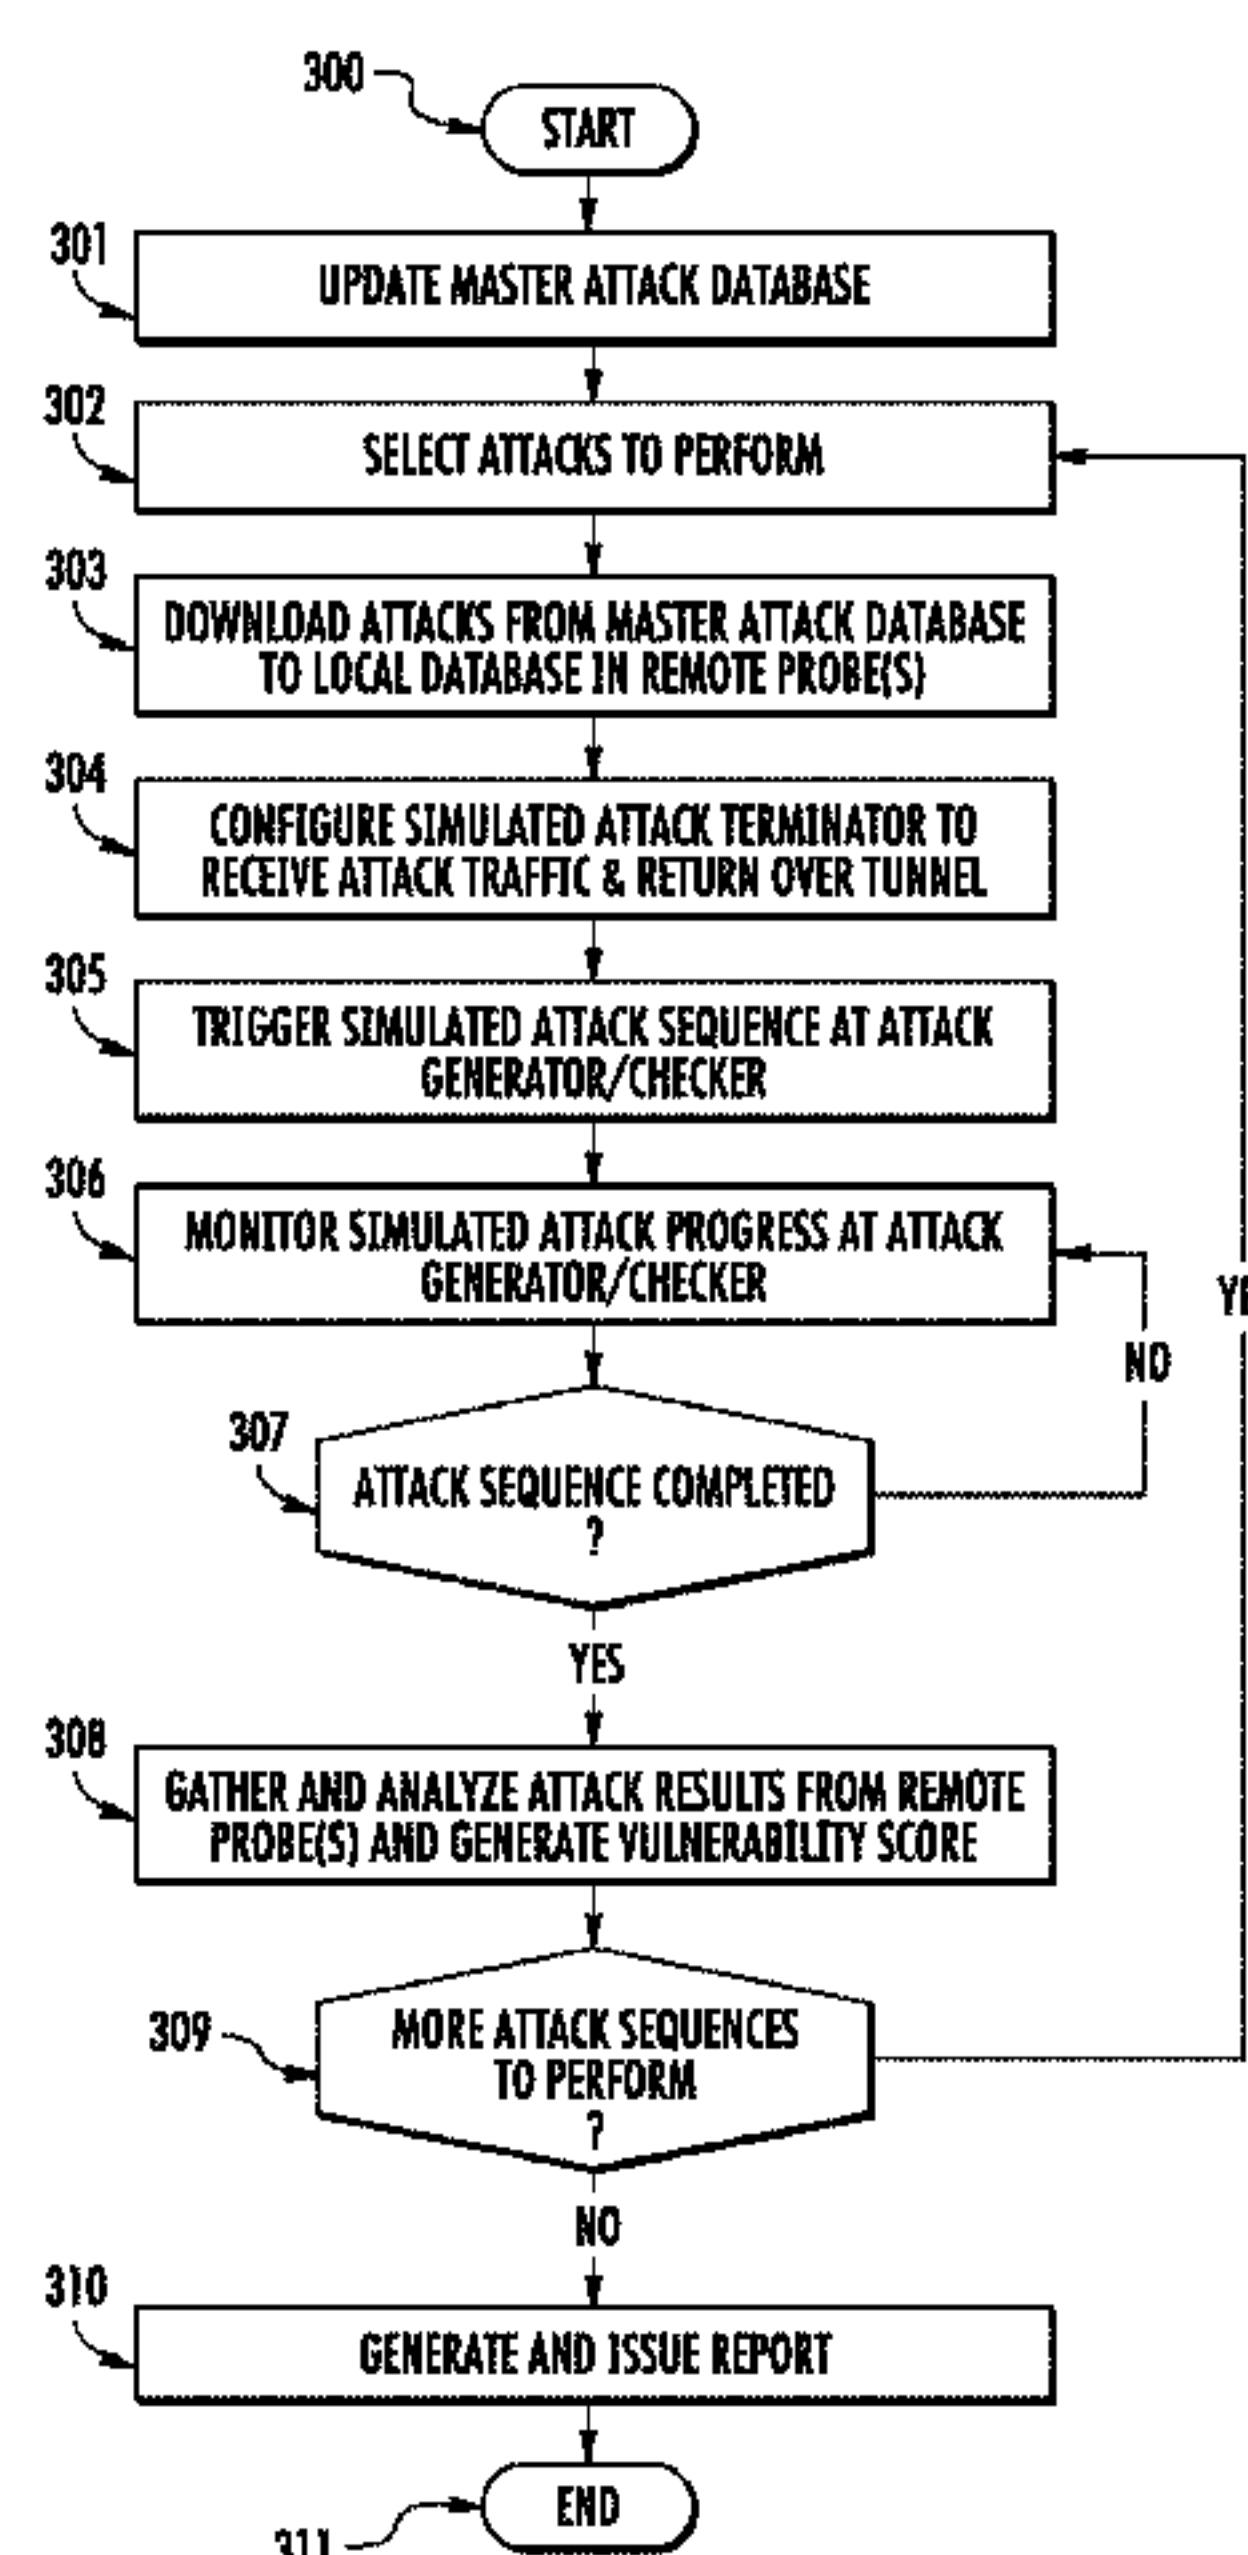 300
START
301
UPDATE MASTER ATTACK DATABASE
302
SELECT ATTACKS TO PERFORM
303
DOWNLOAD ATTACKS FROM MASTER ATTACK DATABASE
TO LOCAL DATABASE IN REMOTE PROBE(S)
304
CONFIGURE SIMULATED ATTACK TERMINATOR TO
RECEIVE ATTACK TRAFFIC & RETURN OVER TUNNEL
305
TRIGGER SIMULATED ATTACK SEQUENCE AT ATTACK
GENERATOR/CHECKER
306
MONITOR SIMULATED ATTACK PROGRESS AT ATTACK
GENERATOR/CHECKER
NO
307
ATTACK SEQUENCE COMPLETED
?
YES
308
GATHER AND ANALYZE ATTACK RESULTS FROM REMOTE
PROBE(S) AND GENERATE VULNERABILITY SCORE
309
MORE ATTACK SEQUENCES
TO PERFORM
?
NO
310
GENERATE AND ISSUE REPORT
END
311